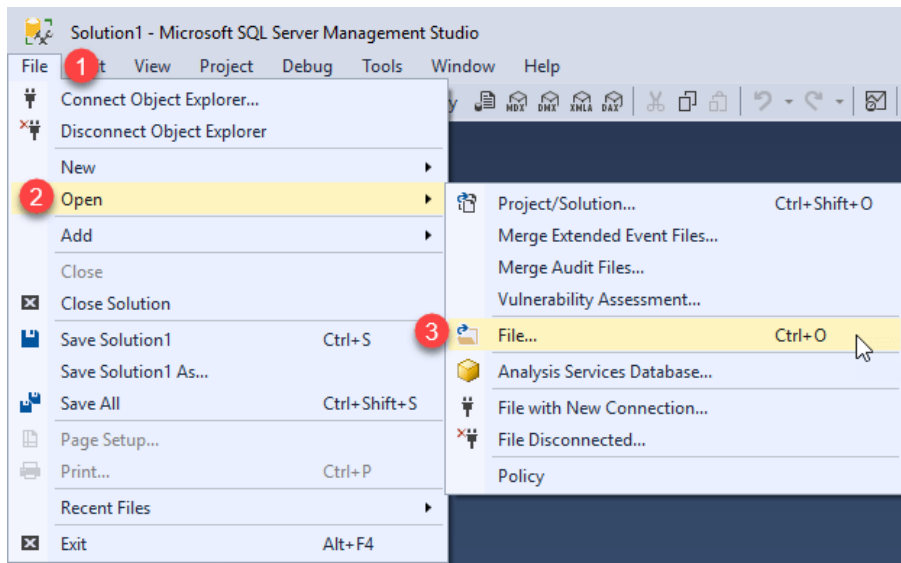 Solution1 - Microsoft SQL Server Management Studio
File 1 t View Project Debug Tools Window Help
Connect Object Explorer...
y MDX DMX XMLA DAX
Disconnect Object Explorer
New
2 Open
Project/Solution... Ctrl+Shift+O
Add
Merge Extended Event Files...
Close
Merge Audit Files...
Close Solution
Vulnerability Assessment...
Save Solution1 Ctrl+S
3 File... Ctrl+O
Save Solution1 As...
Analysis Services Database...
Save All Ctrl+Shift+S
File with New Connection...
Page Setup...
File Disconnected...
Print... Ctrl+P
Policy
Recent Files
Exit Alt+F4